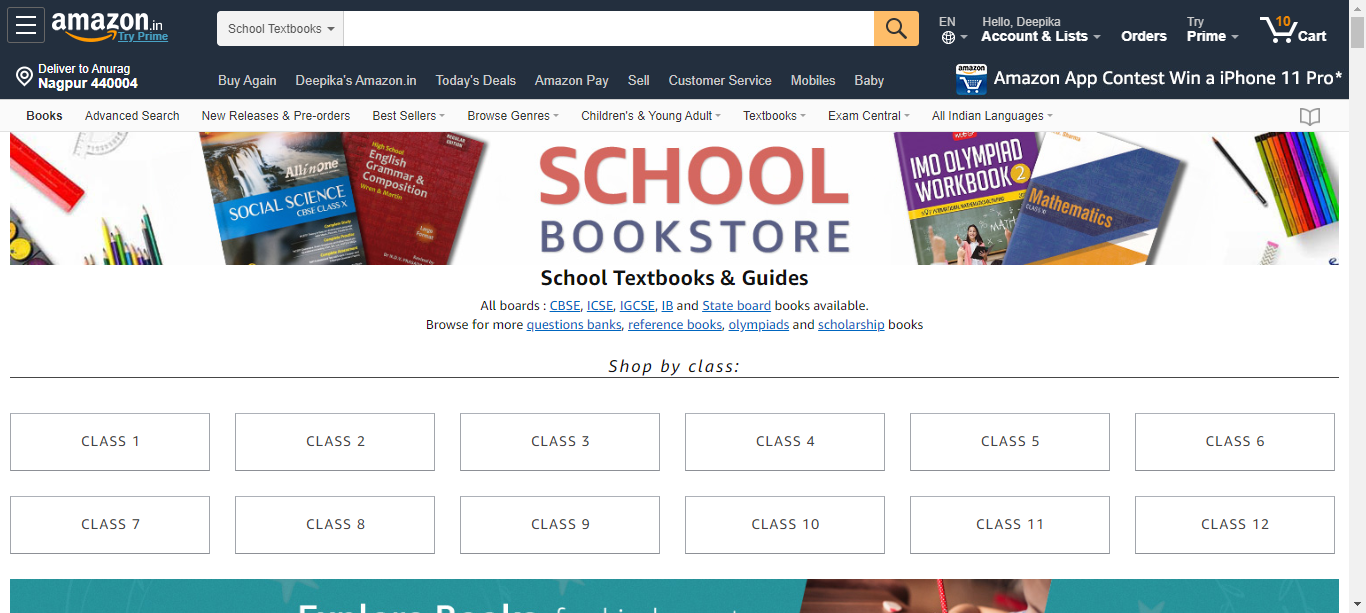 amazon.in
Try Prime
School Textbooks
EN
Hello, Deepika
Account & Lists
Orders
Try
Prime
10
Cart
Deliver to Anurag
Nagpur 440004
Buy Again
Deepika's Amazon.in
Today's Deals
Amazon Pay
Sell
Customer Service
Mobiles
Baby
amazon
Amazon App Contest Win a iPhone 11 Pro*
Books
Advanced Search
New Releases & Pre-orders
Best Sellers
Browse Genres
Children's & Young Adult
Textbooks
Exam Central
All Indian Languages
All in one
SOCIAL SCIENCE
CBSE CLASS X
High School
English
Grammar &
Composition
Wren & Martin
REGULAR
EDITION
Large
Format
SCHOOL
BOOKSTORE
IMO OLYMPIAD
WORKBOOK 2
MATH
Mathematics
School Textbooks & Guides
All boards : CBSE, ICSE, IGCSE, IB and State board books available.
Browse for more questions banks, reference books, olympiads and scholarship books
Shop by class:
CLASS 1
CLASS 2
CLASS 3
CLASS 4
CLASS 5
CLASS 6
CLASS 7
CLASS 8
CLASS 9
CLASS 10
CLASS 11
CLASS 12